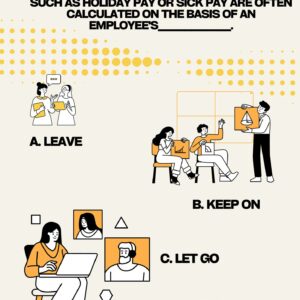 SUCH AS HOLIDAY PAY OR SICK PAY ARE OFTEN
CALCULATED ON THE BASIS OF AN
EMPLOYEE'S____________.
A. LEAVE
B. KEEP ON
C. LET GO